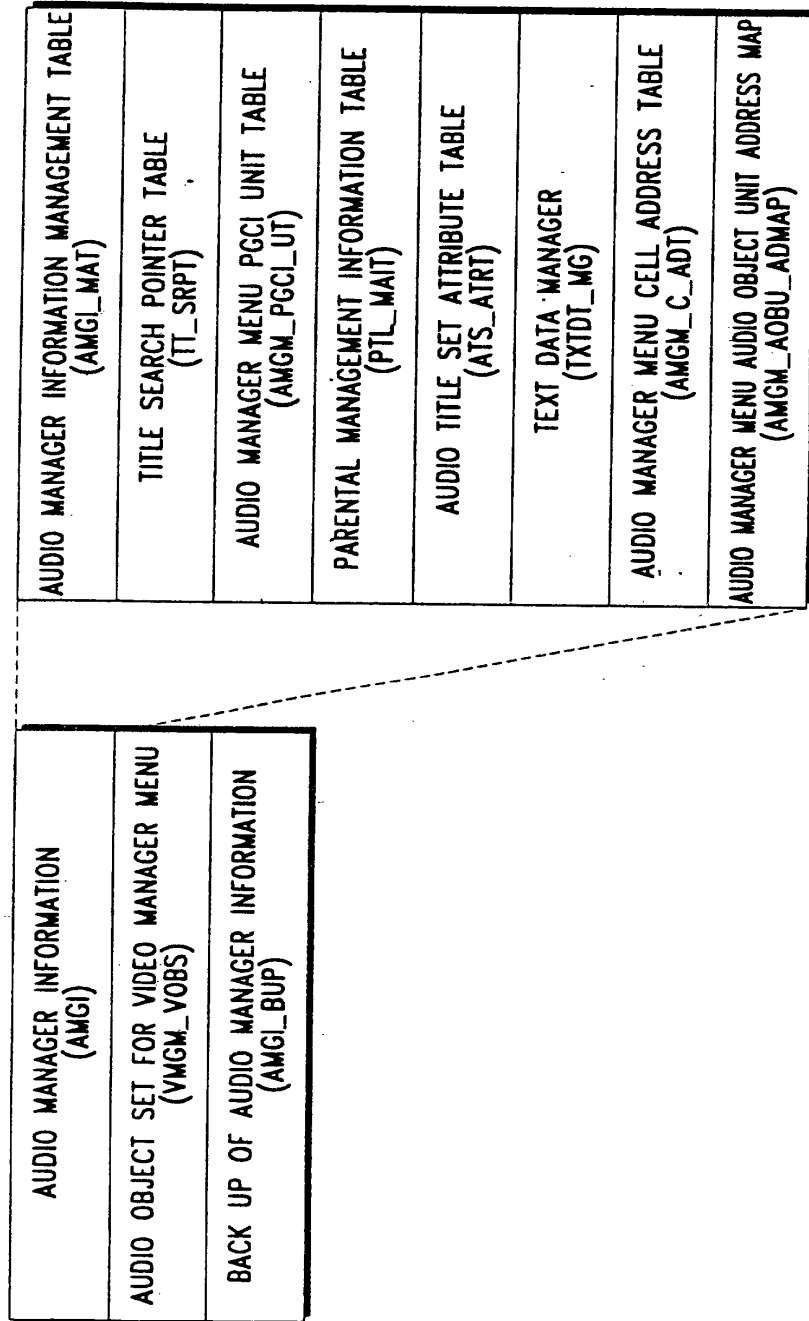 AUDIO MANAGER INFORMATION
(AMGI)
AUDIO OBJECT SET FOR VIDEO MANAGER MENU
(VMGM_VOBS)
BACK UP OF AUDIO MANAGER INFORMATION
(AMGI_BUP)
AUDIO MANAGER INFORMATION MANAGEMENT TABLE
(AMGI_MAT)
TITLE SEARCH POINTER TABLE
(TT_SRPT)
AUDIO MANAGER MENU PGCI UNIT TABLE
(AMGM_PGCI_UT)
PARENTAL MANAGEMENT INFORMATION TABLE
(PTL_MAIT)
AUDIO TITLE SET ATTRIBUTE TABLE
(ATS_ATRT)
TEXT DATA MANAGER
(TXTDT_MG)
AUDIO MANAGER MENU CELL ADDRESS TABLE
(AMGM_C_ADT)
AUDIO MANAGER MENU AUDIO OBJECT UNIT ADDRESS MAP
(AMGM_AOBU_ADMAP)